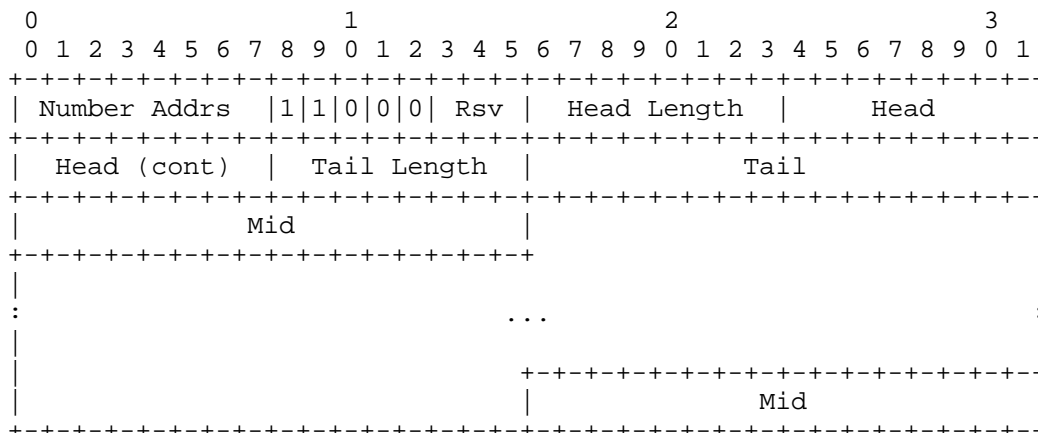 0                   1                   2                   3
 0 1 2 3 4 5 6 7 8 9 0 1 2 3 4 5 6 7 8 9 0 1 2 3 4 5 6 7 8 9 0 1
+-+-+-+-+-+-+-+-+-+-+-+-+-+-+-+-+-+-+-+-+-+-+-+-+-+-+-+-+-+-+-+--
| Number Addrs  |1|1|0|0|0| Rsv |  Head Length  |     Head
+-+-+-+-+-+-+-+-+-+-+-+-+-+-+-+-+-+-+-+-+-+-+-+-+-+-+-+-+-+-+-+--
|  Head (cont)  |  Tail Length  |             Tail
+-+-+-+-+-+-+-+-+-+-+-+-+-+-+-+-+-+-+-+-+-+-+-+-+-+-+-+-+-+-+-+--
|              Mid              |
+-+-+-+-+-+-+-+-+-+-+-+-+-+-+-+-+
|
:                              ...                              :
|
|                               +-+-+-+-+-+-+-+-+-+-+-+-+-+-+-+--
|                               |              Mid
+-+-+-+-+-+-+-+-+-+-+-+-+-+-+-+-+-+-+-+-+-+-+-+-+-+-+-+-+-+-+-+--